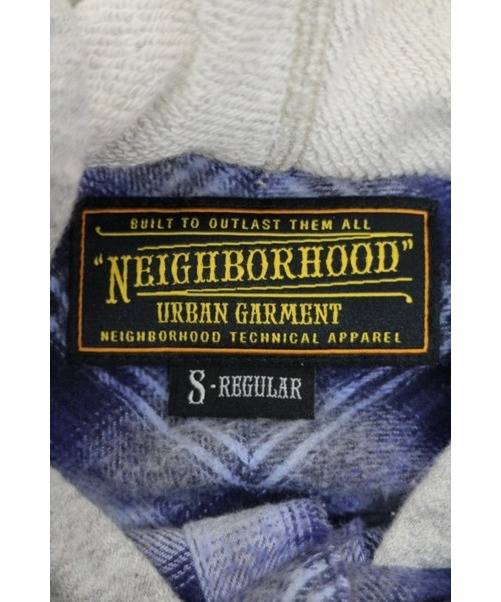 BUILT TO OUTLAST THEM ALL
"NEIGHBORHOOD"
URBAN GARMENT
NEIGHBORHOOD TECHNICAL APPAREL
S-REGULAR